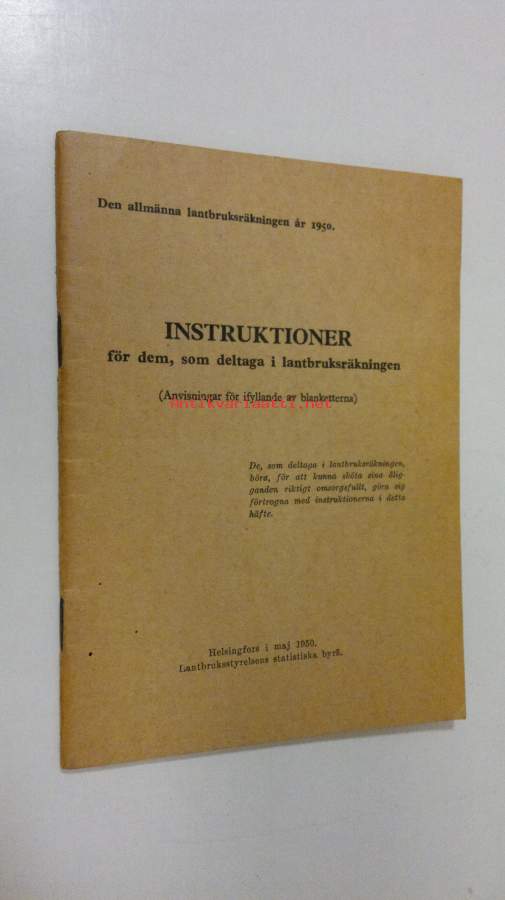 Den allmänna lantbruksräkningen år 1950.
INSTRUKTIONER
för dem, som deltaga i lantbruksräkningen
(Anvisningar för ifyllande av blanketterna)
antikvariaatti.net
De, som deltaga i lantbruksräkningen,
böra, för att kunna sköta sina ålig-
ganden riktigt omsorgsfullt, göra sig
förtrogna med instruktionerna i detta
häfte.
Helsingfors i maj 1950.
Lantbruksstyrelsens statistiska byrå.